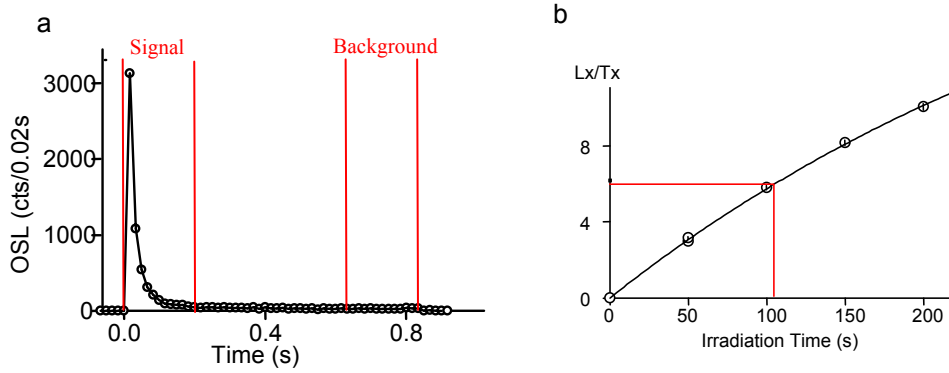 a
Signal
Background
3000
2000
1000
0
OSL (cts/0.02s
0.0
0.4
0.8
Time (s)
b
Lx/Tx
8
4
0
0
50
100
150
200
Irradiation Time (s)